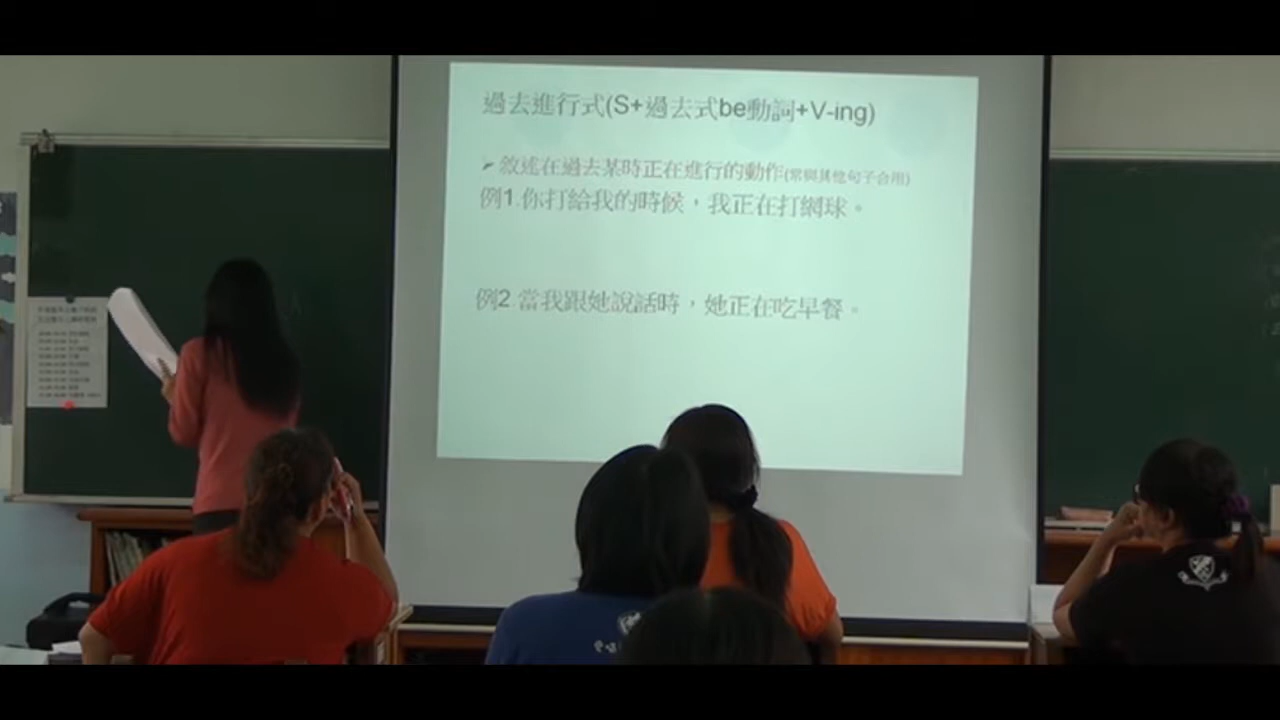 過去進行式(S+過去式be動詞+V-ing)
敘述在過去某時正在進行的動作(常與其他句子合用)
例1.你打給我的時候，我正在打網球。
例2.當我跟她說話時，她正在吃早餐。